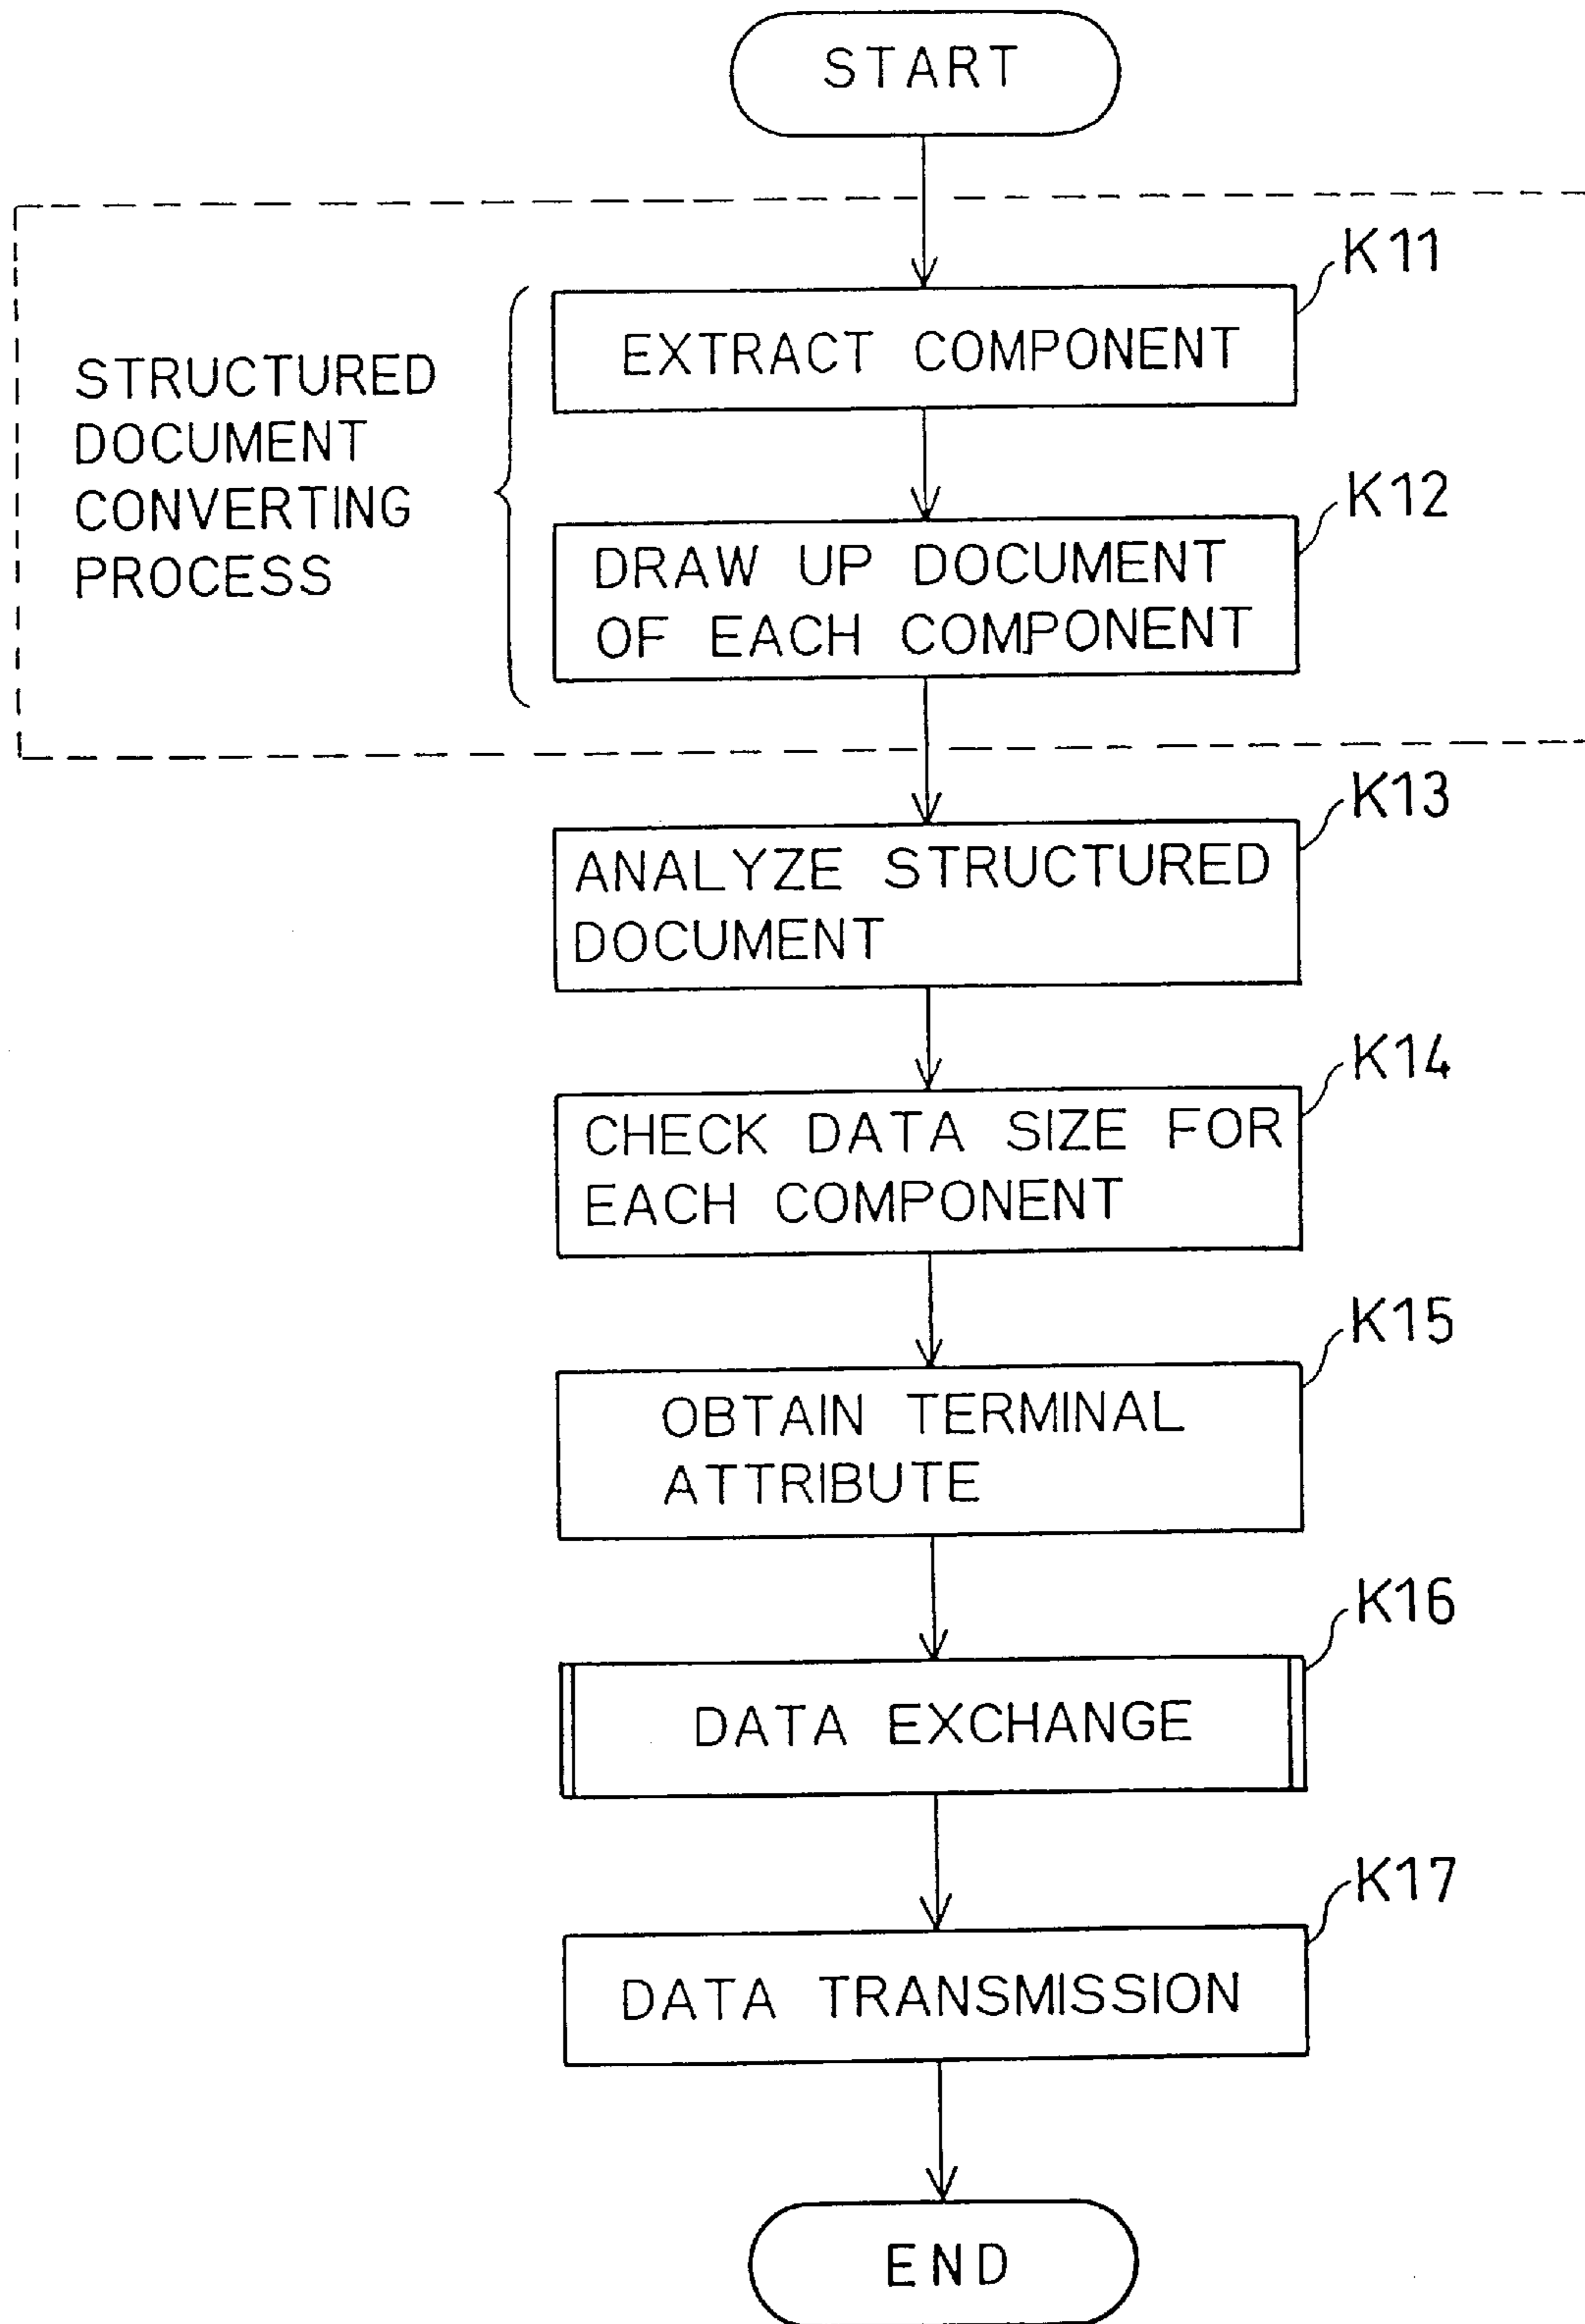 START
K11
EXTRACT COMPONENT
STRUCTURED
DOCUMENT
CONVERTING
PROCESS
K12
DRAW UP DOCUMENT
OF EACH COMPONENT
K13
ANALYZE STRUCTURED
DOCUMENT
K14
CHECK DATA SIZE FOR
EACH COMPONENT
K15
OBTAIN TERMINAL
ATTRIBUTE
K16
DATA EXCHANGE
K17
DATA TRANSMISSION
END